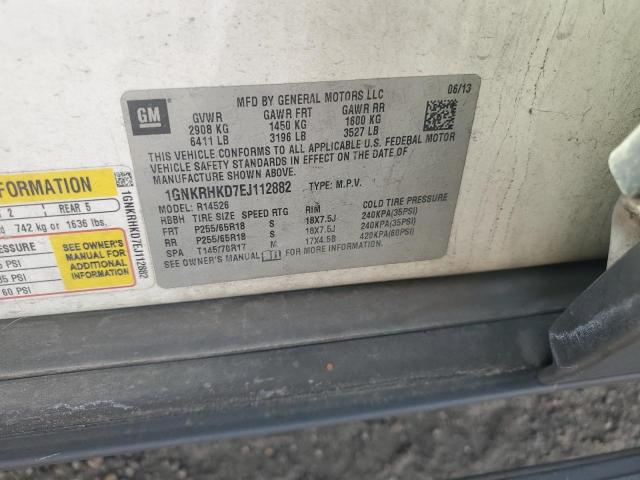 GM
MFD BY GENERAL MOTORS LLC
06/13
GVWR GAWR FRT GAWR RR
2908 KG 1450 KG 1600 KG
6411 LB 3196 LB 3527 LB
THIS VEHICLE CONFORMS TO ALL APPLICABLE U.S. FEDERAL MOTOR
VEHICLE SAFETY STANDARDS IN EFFECT ON THE DATE OF
MANUFACTURE SHOWN ABOVE.
1GNKRHKD7EJ112882 TYPE: M.P.V.
MODEL: R14526
HBBH TIRE SIZE SPEED RTG RIM COLD TIRE PRESSURE
FRT P255/65R18 S 18X7.5J 240KPA(35PSI)
RR P255/65R18 S 18X7.5J 240KPA(35PSI)
SPA T145/70R17 M 17X4.5B 420KPA(60PSI)
SEE OWNER'S MANUAL FOR MORE INFORMATION
INFORMATION
2 REAR 5
742 kg or 1636 lbs.
PRESSURE
PSI
35 PSI
60 PSI
SEE OWNER'S
MANUAL FOR
ADDITIONAL
INFORMATION
1GNKRHKD7EJ112882